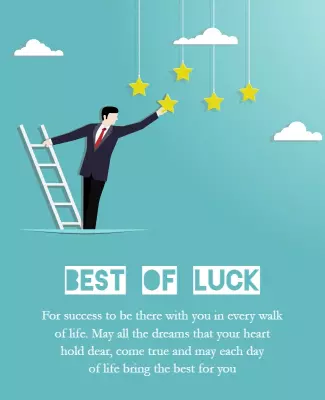 BEST OF LUCK
For success to be there with you in every walk
of life. May all the dreams that your heart
hold dear, come true and may each day
of life bring the best for you